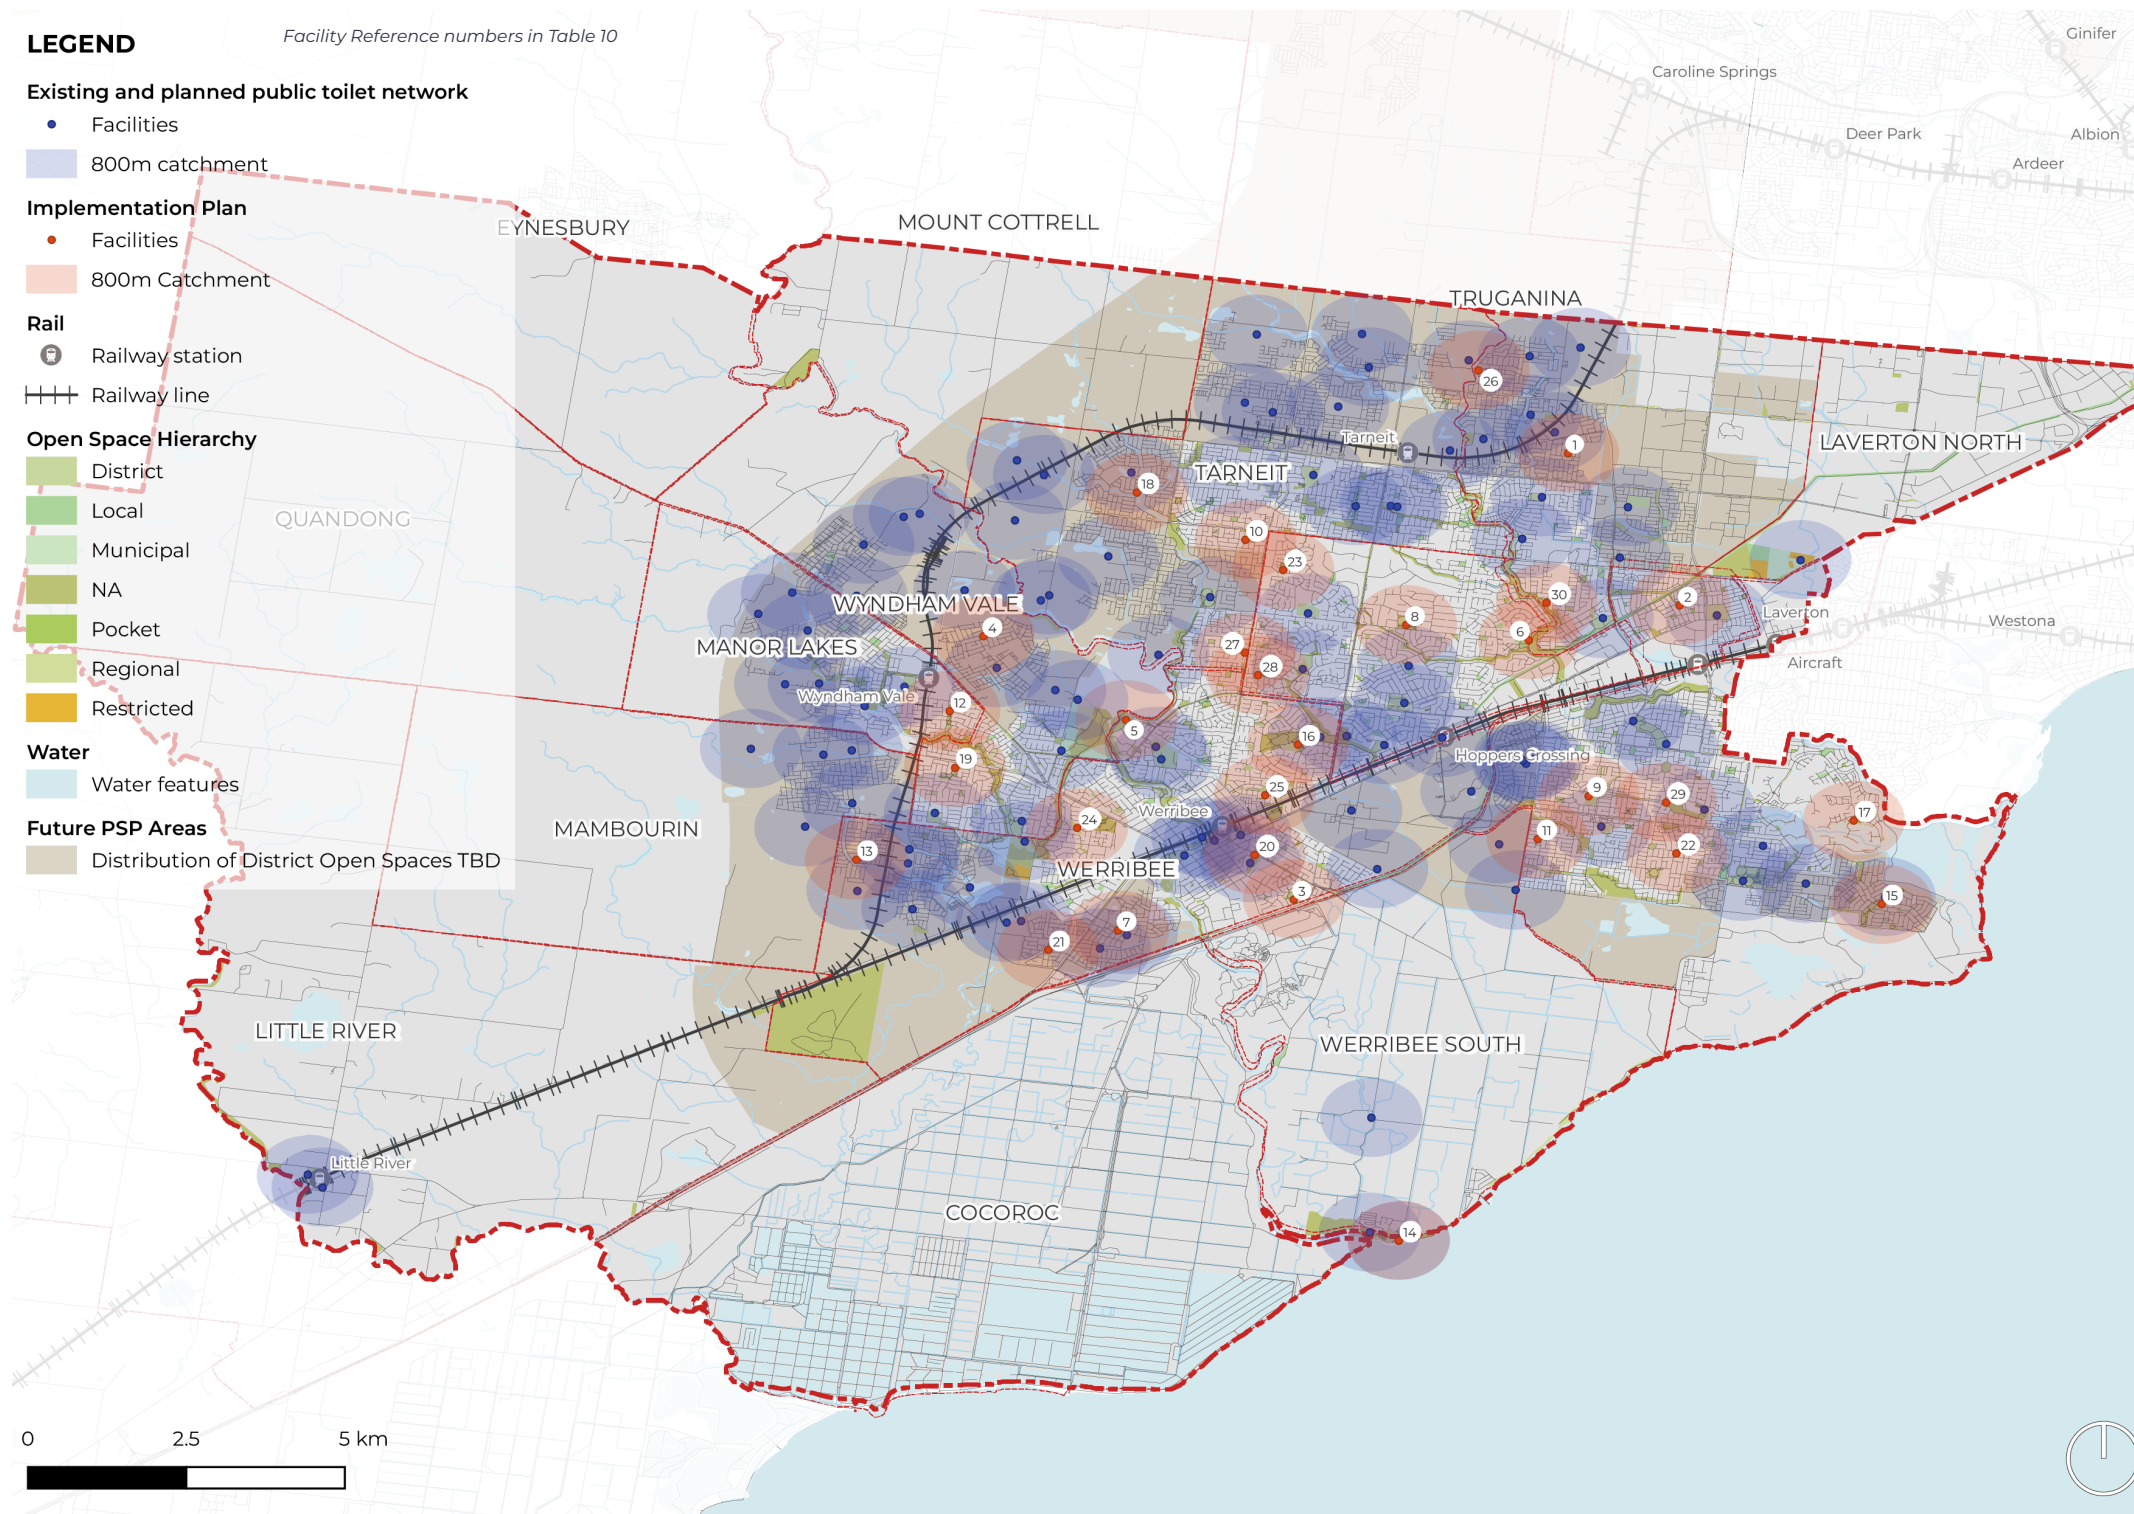 LEGEND
Facility Reference numbers in Table 10
Existing and planned public toilet network
Facilities
800m catchment
Implementation Plan
Facilities
800m Catchment
Rail
Railway station
Railway line
Open Space Hierarchy
District
Local
Municipal
NA
Pocket
Regional
Restricted
Water
Water features
Future PSP Areas
Distribution of District Open Spaces TBD
0
2.5
5 km
Ginifer
Caroline Springs
Deer Park
Albion
Ardeer
EYNESBURY
MOUNT COTTRELL
TRUGANINA
26
Tarneit
1
LAVERTON NORTH
TARNEIT
18
QUANDONG
10
23
30
2
WYNDHAM VALE
4
8
6
Laverton
Westona
MANOR LAKES
27
28
Aircraft
Wyndham Vale
12
5
16
Hoppers Crossing
19
25
9
29
Werribee
24
17
MAMBOURIN
11
13
20
22
WERRIBEE
3
15
7
21
LITTLE RIVER
WERRIBEE SOUTH
Little River
COCOROC
14